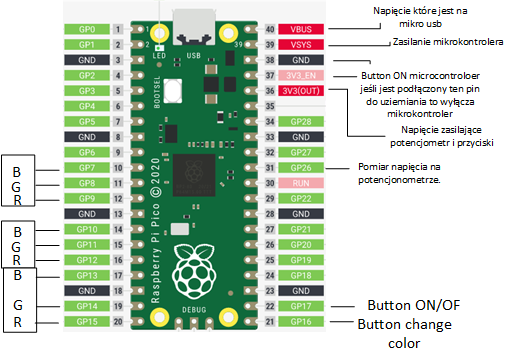 Napięcie które jest na
mikro usb
Zasilanie mikrokontrolera
Button ON microcontroloer
jeśli jest podłączony ten pin
do uziemiania to wyłącza
mikrokontroler
Napięcie zasilające
potencjometr i przyciski
Pomiar napięcia na
potencjonometrze.
Button ON/OF
Button change
color
GP0 1
GP1 2
GND 3
GP2 4
GP3 5
GP4 6
GP5 7
GND 8
GP6 9
GP7 10
GP8 11
GP9 12
GND 13
GP10 14
GP11 15
GP12 16
GP13 17
GND 18
GP14 19
GP15 20
40 VBUS
39 VSYS
38 GND
37 3V3_EN
36 3V3(OUT)
35
34 GP28
33 GND
32 GP27
31 GP26
30 RUN
29 GP22
28 GND
27 GP21
26 GP20
25 GP19
24 GP18
23 GND
22 GP17
21 GP16
B
G
R
B
G
R
B
G
R
1
2
39
LED
USB
BOOTSEL
Raspberry Pi Pico © 2020
DEBUG